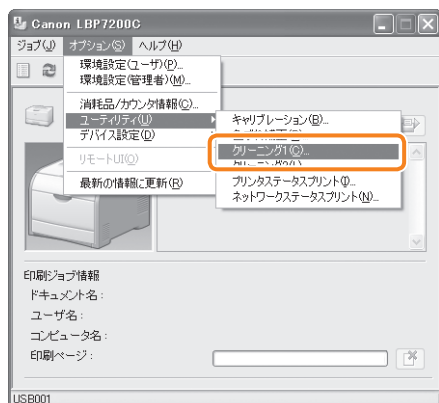 Canon LBP7200C
ジョブ(J) オプション(S) ヘルプ(H)
環境設定(ユーザ)(P)...
環境設定(管理者)(M)...
消耗品/カウンタ情報(C)...
ユーティリティ(U)
デバイス設定(D)
リモートUI(O)
最新の情報に更新(R)
キャリブレーション(B)...
クリーニング1(C)...
クリーニング2(L)...
プリンタステータスプリント(I)...
ネットワークステータスプリント(N)...
印刷ジョブ情報
ドキュメント名:
ユーザ名:
コンピュータ名:
印刷ページ:
USB001